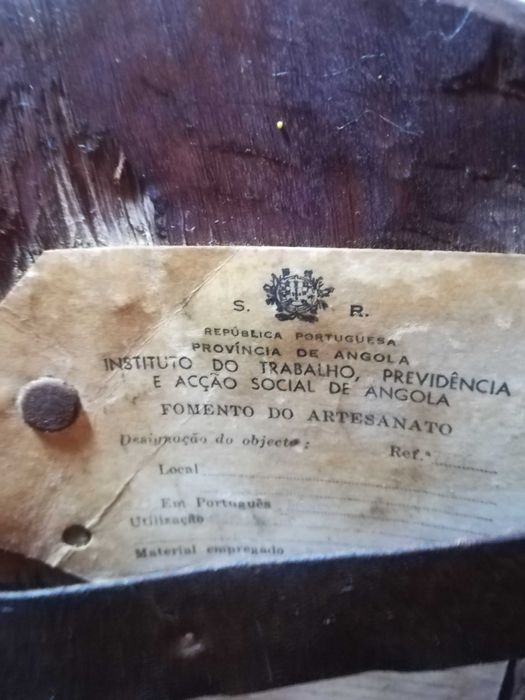 S. R.
REPÚBLICA PORTUGUESA
PROVÍNCIA DE ANGOLA
INSTITUTO DO TRABALHO, PREVIDÊNCIA
E ACÇÃO SOCIAL DE ANGOLA
FOMENTO DO ARTESANATO
Designação do objecto: Ref.ª
Local
Em Português
Utilização
Material empregado